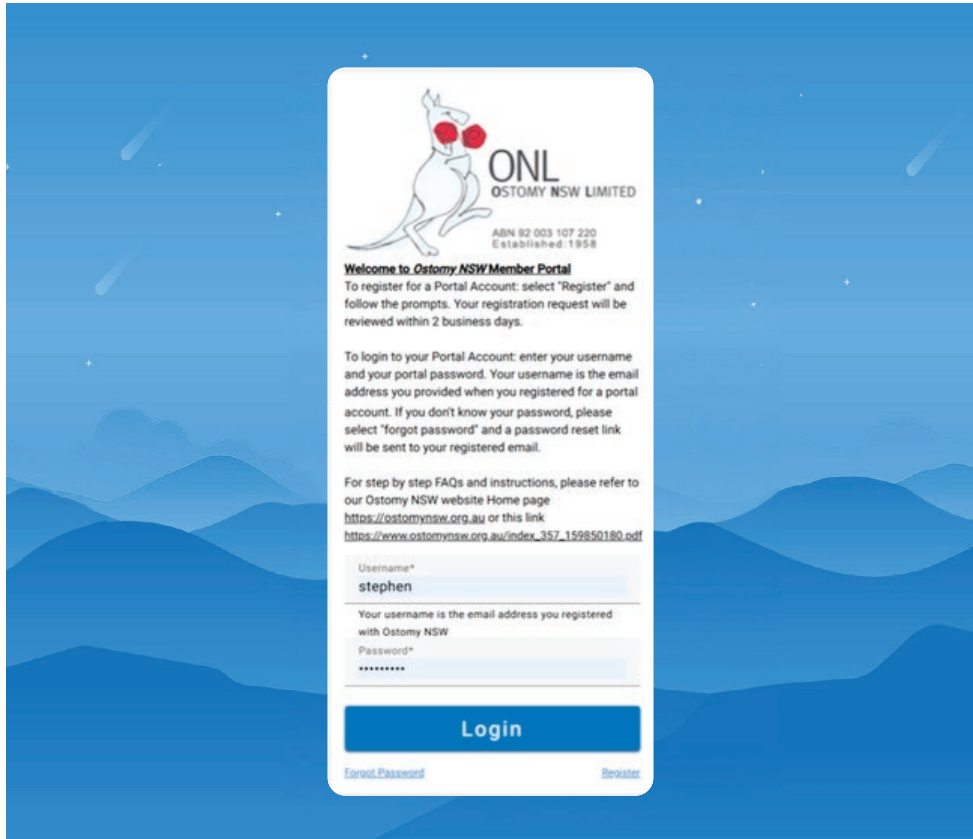 ONL
OSTOMY NSW LIMITED
ABN 92 003 107 220
Established:1958
Welcome to Ostomy NSW Member Portal
To register for a Portal Account: select "Register" and
follow the prompts. Your registration request will be
reviewed within 2 business days.
To login to your Portal Account: enter your username
and your portal password. Your username is the email
address you provided when you registered for a portal
account. If you don't know your password, please
select "forgot password" and a password reset link
will be sent to your registered email.
For step by step FAQs and instructions, please refer to
our Ostomy NSW website Home page
https://ostomynsw.org.au or this link
https://www.ostomynsw.org.au/index_357_159850180.pdf
Username*
stephen
Your username is the email address you registered
with Ostomy NSW
Password*
•••••••••
Login
Forgot Password Register